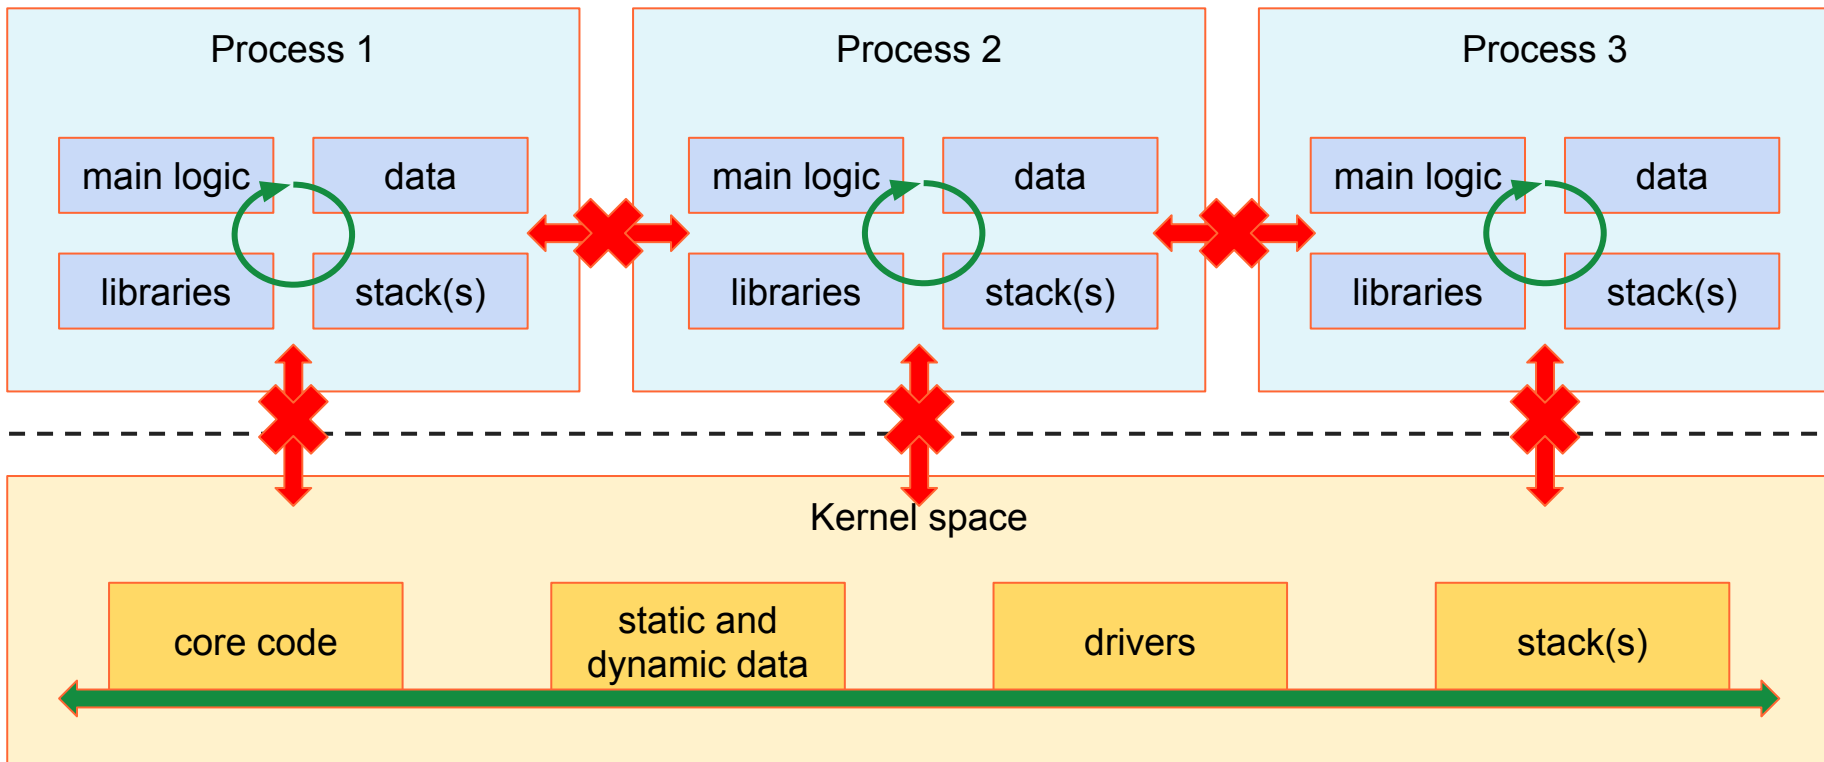 Process 1
Process 2
Process 3
main logic
data
main logic
data
main logic
data
libraries
stack(s)
libraries
stack(s)
libraries
stack(s)
Kernel space
core code
static and
dynamic data
drivers
stack(s)